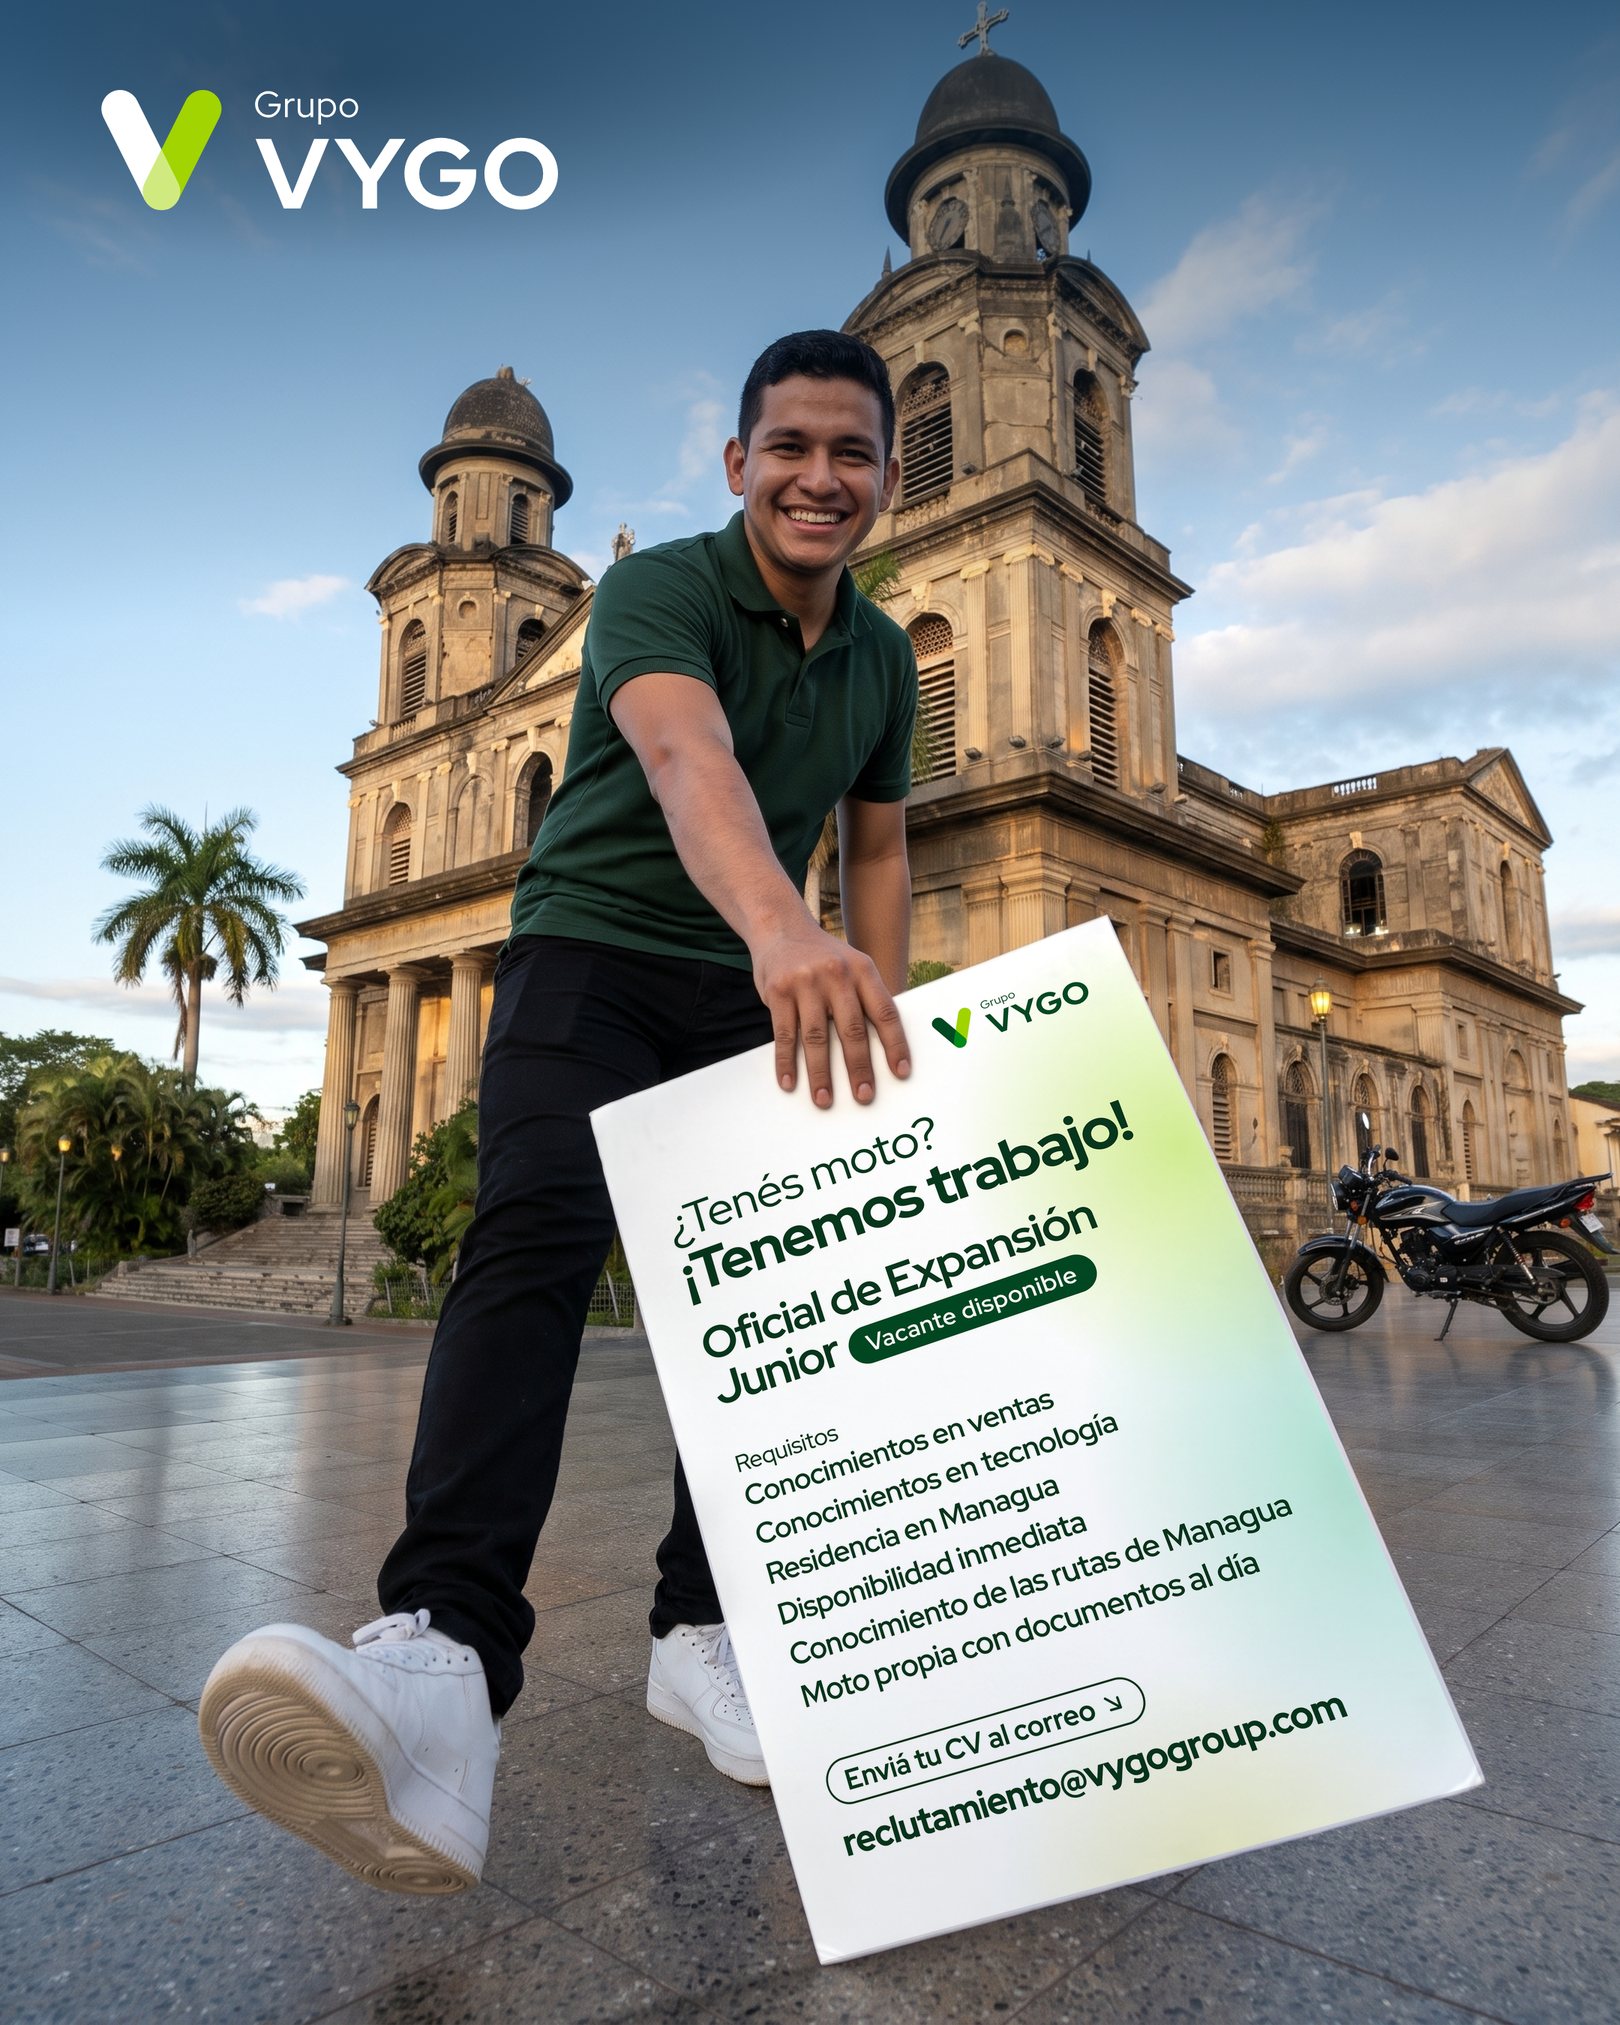 Grupo
VYGO
Grupo
VYGO
¿Tenés moto?
¡Tenemos trabajo!
Oficial de Expansión
Junior Vacante disponible
Requisitos
Conocimientos en ventas
Conocimientos en tecnología
Residencia en Managua
Disponibilidad inmediata
Conocimiento de las rutas de Managua
Moto propia con documentos al día
Enviá tu CV al correo ↘
reclutamiento@vygogroup.com